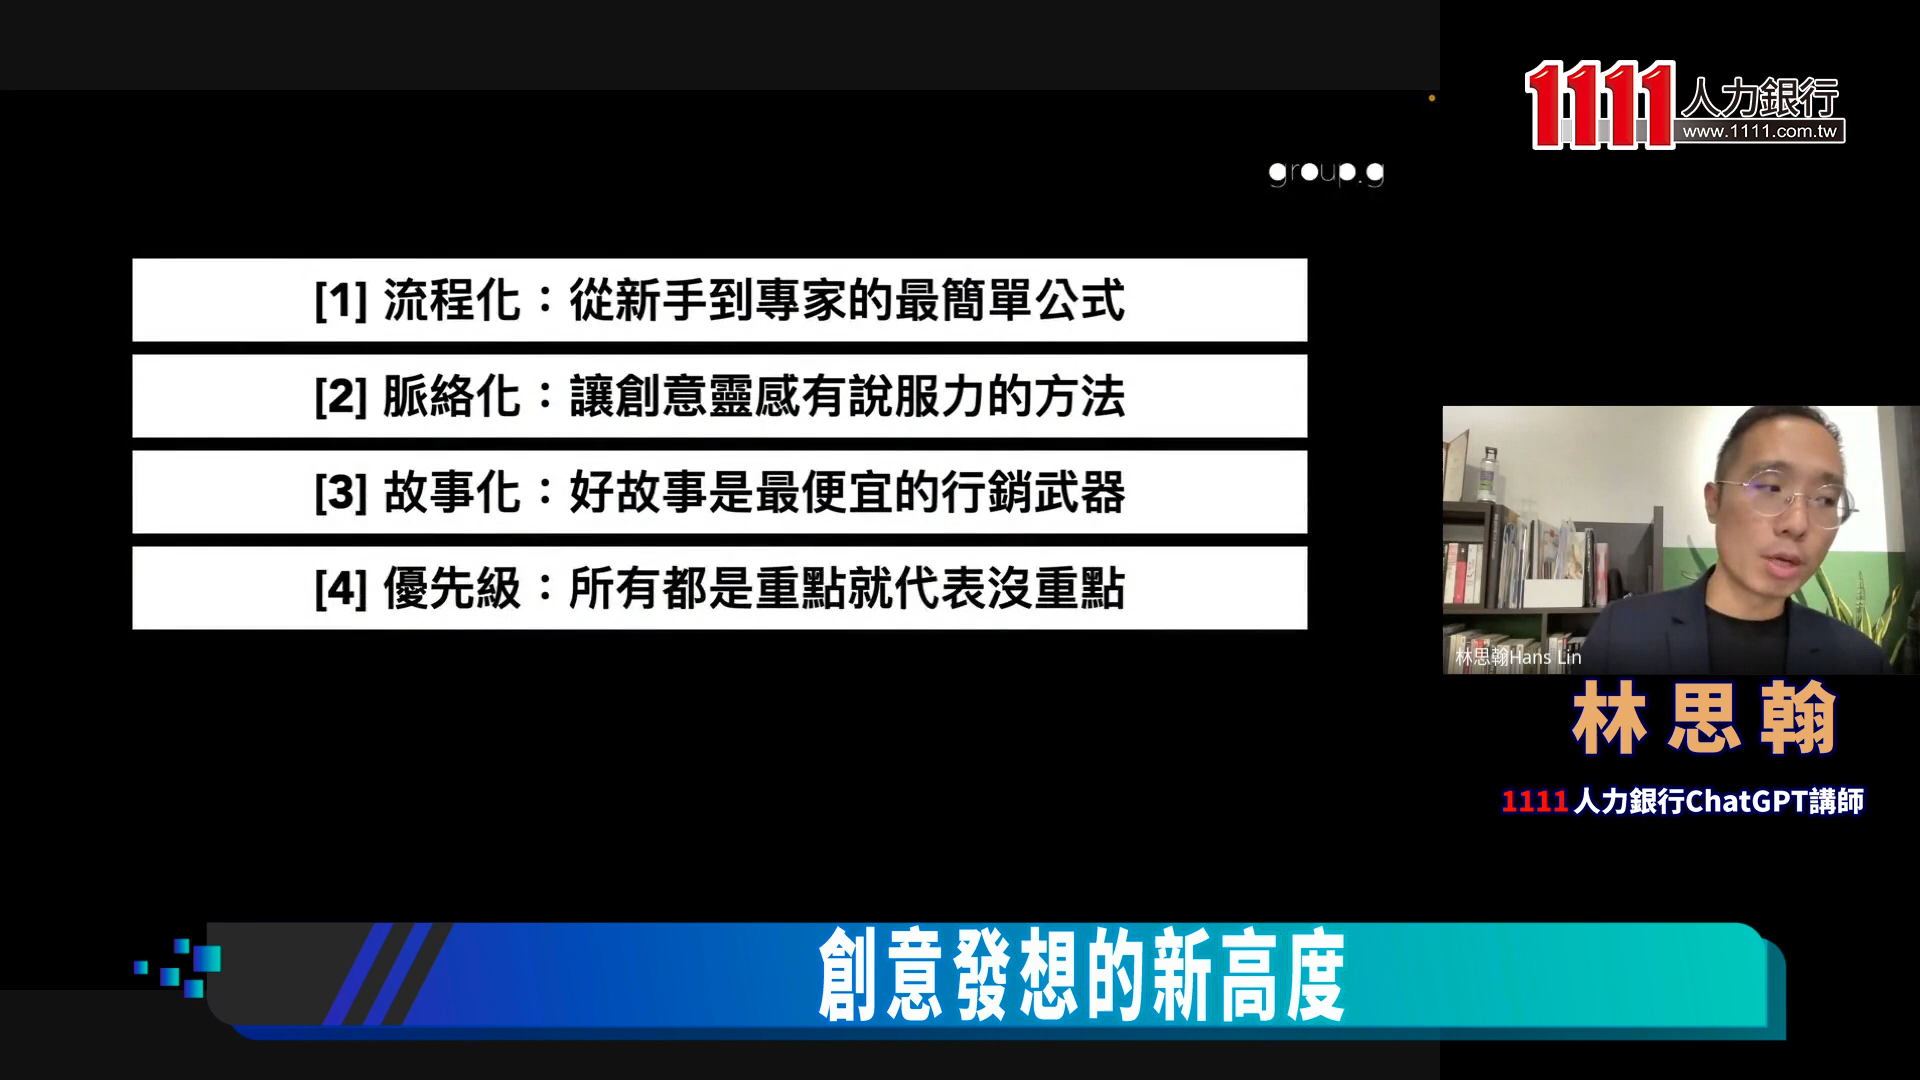 1111人力銀行
www.1111.com.tw
group.g
[1] 流程化：從新手到專家的最簡單公式
[2] 脈絡化：讓創意靈感有說服力的方法
[3] 故事化：好故事是最便宜的行銷武器
[4] 優先級：所有都是重點就代表沒重點
林思翰Hans Lin
林思翰
1111人力銀行ChatGPT講師
創意發想的新高度